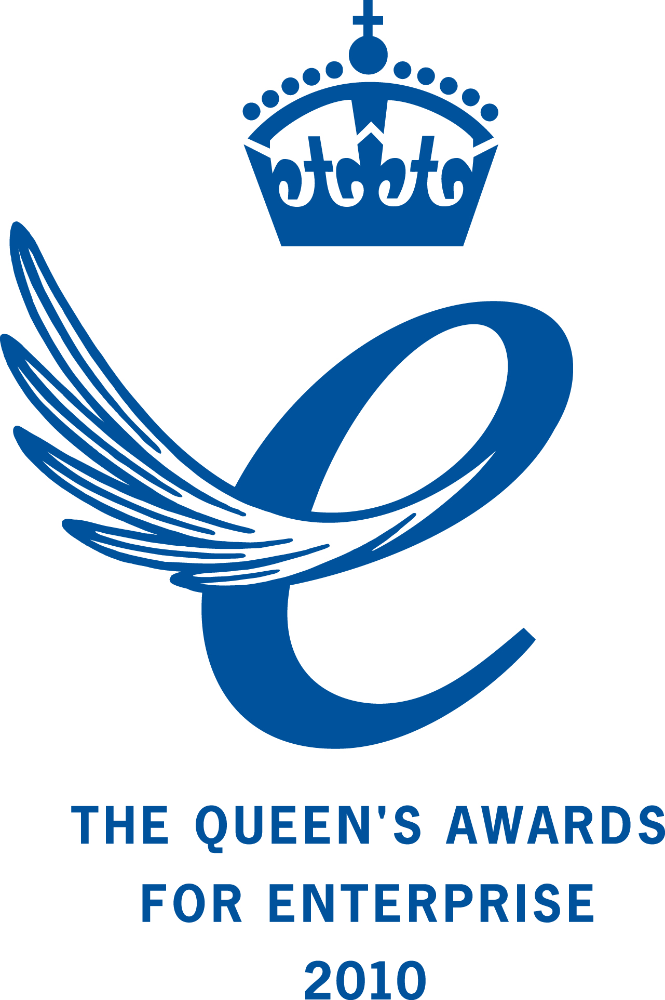 e
THE QUEEN'S AWARDS
FOR ENTERPRISE
2010